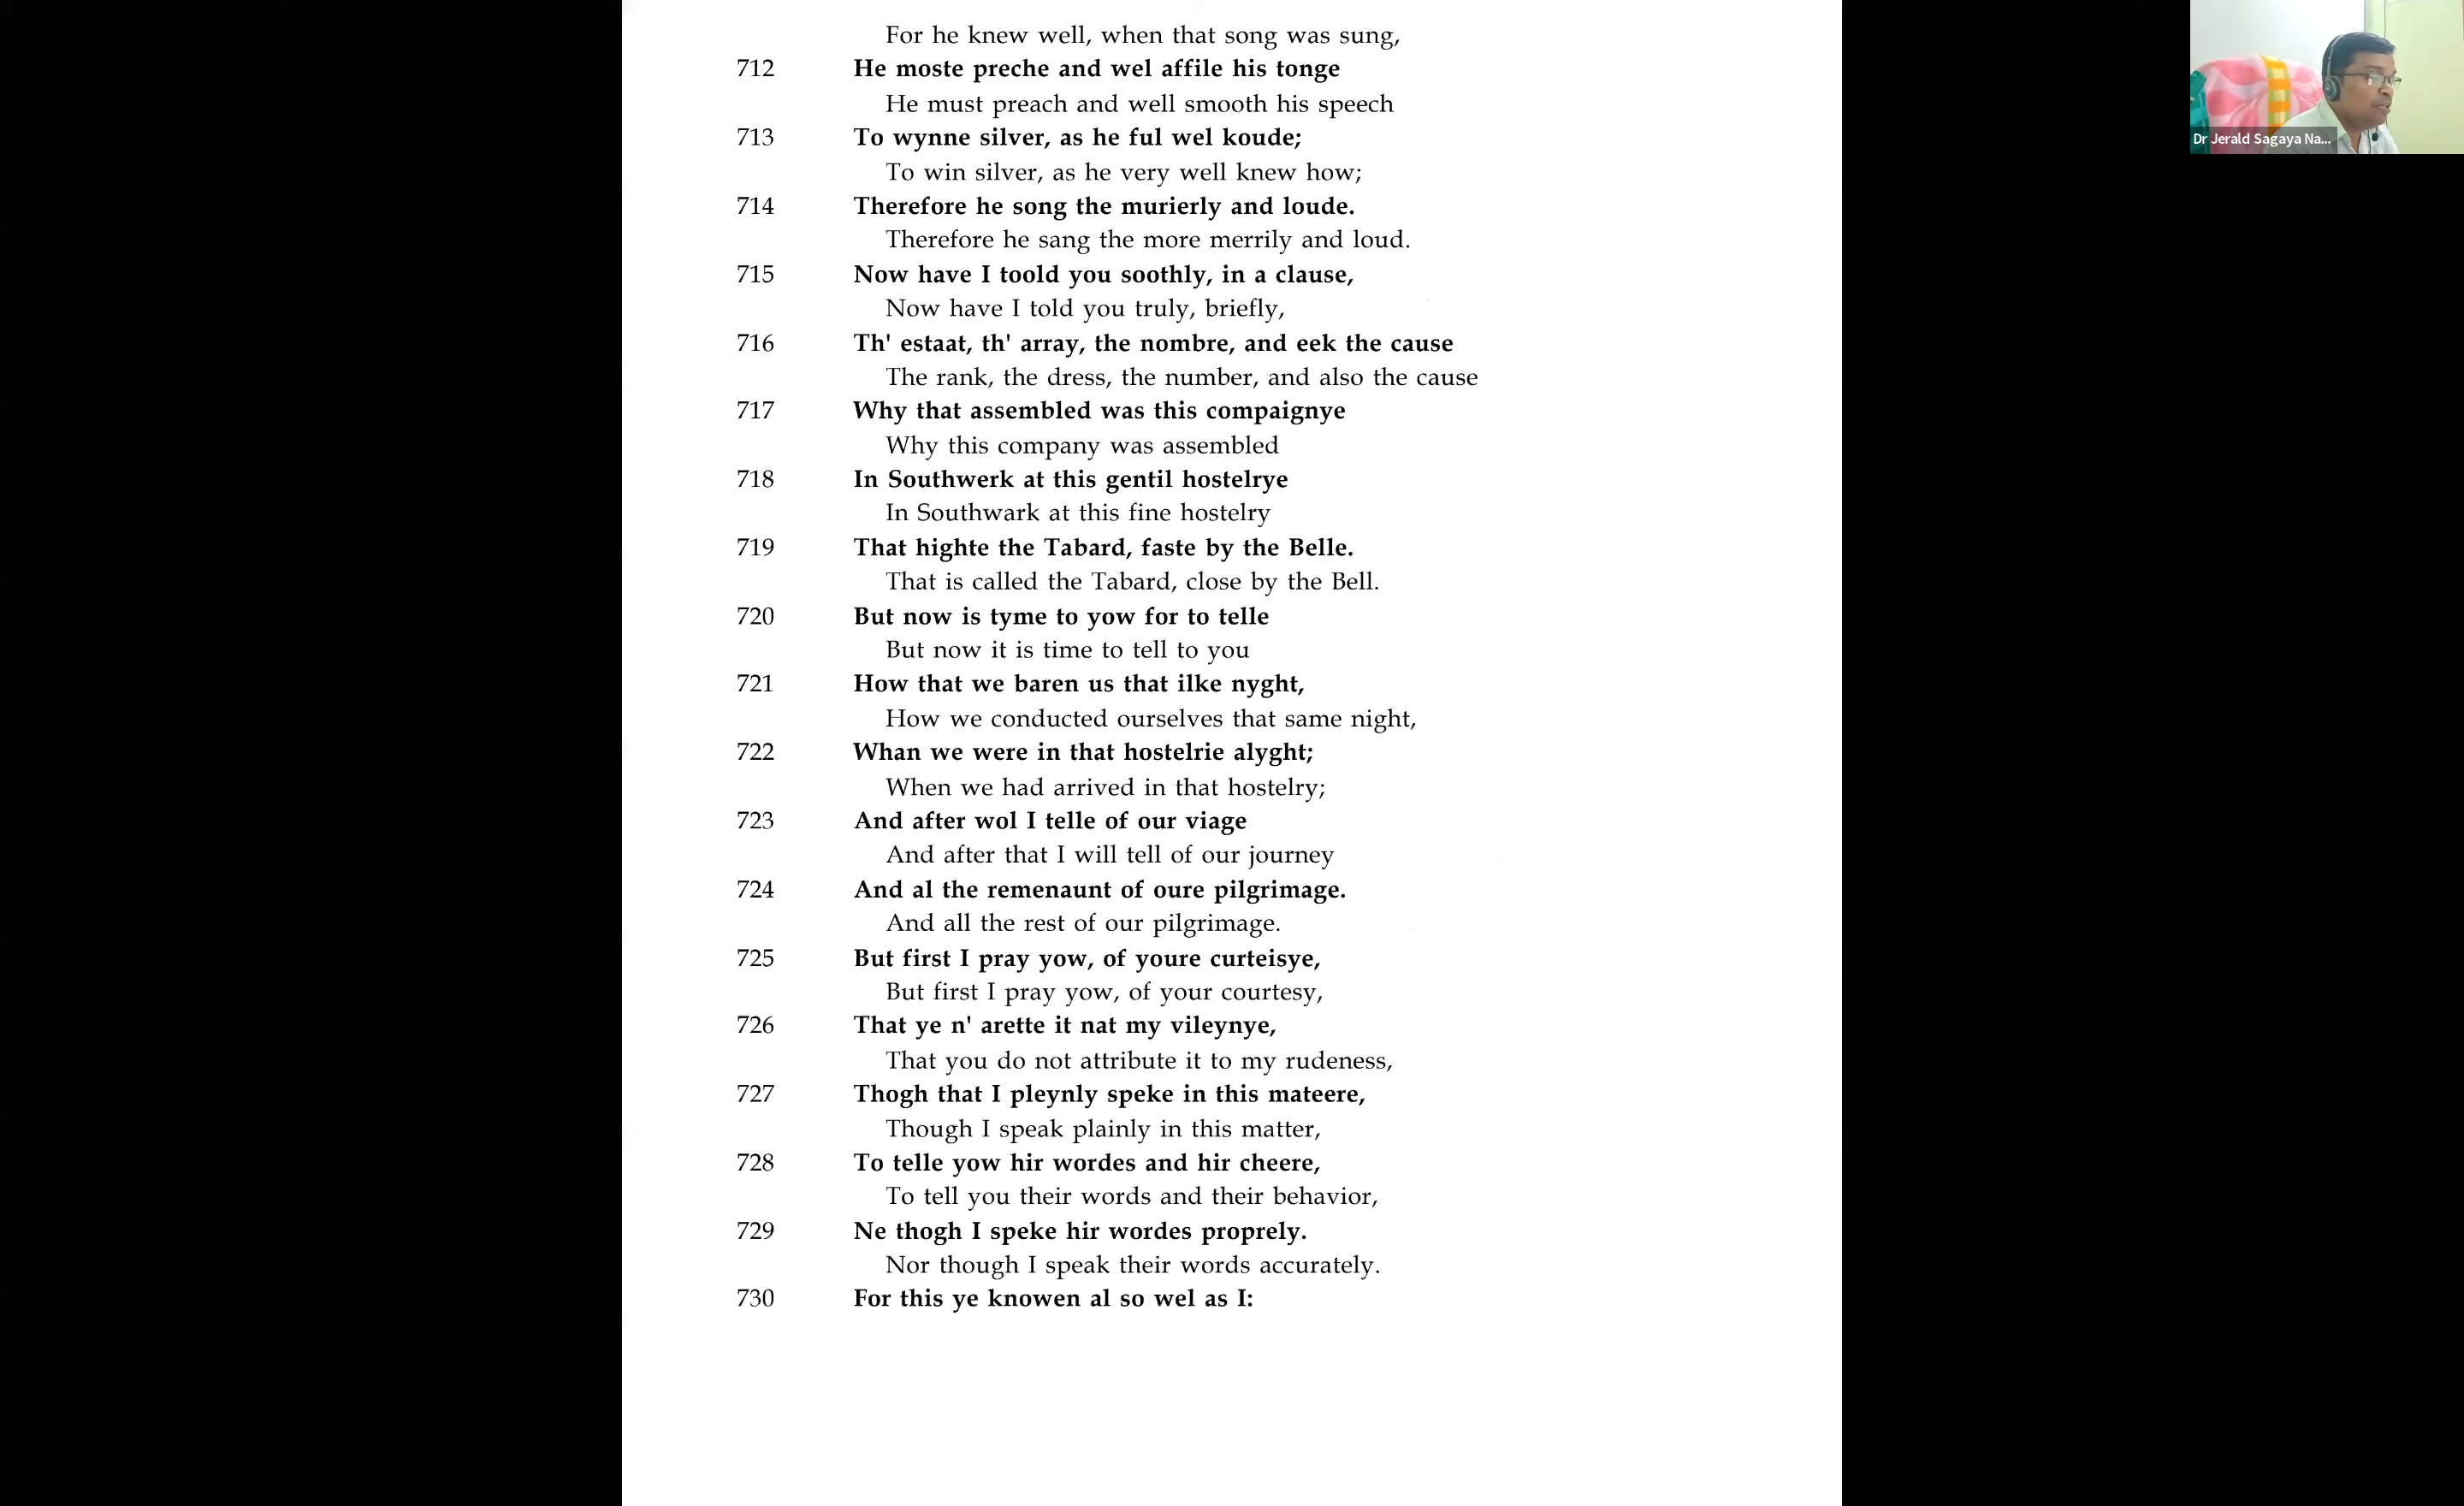 For he knew well, when that song was sung,
712 He moste preche and wel affile his tonge
He must preach and well smooth his speech
713 To wynne silver, as he ful wel koude;
To win silver, as he very well knew how;
714 Therefore he song the murierly and loude.
Therefore he sang the more merrily and loud.
715 Now have I toold you soothly, in a clause,
Now have I told you truly, briefly,
716 Th' estaat, th' array, the nombre, and eek the cause
The rank, the dress, the number, and also the cause
717 Why that assembled was this compaignye
Why this company was assembled
718 In Southwerk at this gentil hostelrye
In Southwark at this fine hostelry
719 That highte the Tabard, faste by the Belle.
That is called the Tabard, close by the Bell.
720 But now is tyme to yow for to telle
But now it is time to tell to you
721 How that we baren us that ilke nyght,
How we conducted ourselves that same night,
722 Whan we were in that hostelrie alyght;
When we had arrived in that hostelry;
723 And after wol I telle of our viage
And after that I will tell of our journey
724 And al the remenaunt of oure pilgrimage.
And all the rest of our pilgrimage.
725 But first I pray yow, of youre curteisye,
But first I pray yow, of your courtesy,
726 That ye n' arette it nat my vileynye,
That you do not attribute it to my rudeness,
727 Thogh that I pleynly speke in this mateere,
Though I speak plainly in this matter,
728 To telle yow hir wordes and hir cheere,
To tell you their words and their behavior,
729 Ne thogh I speke hir wordes proprely.
Nor though I speak their words accurately.
730 For this ye knowen al so wel as I:
Dr Jerald Sagaya Na...